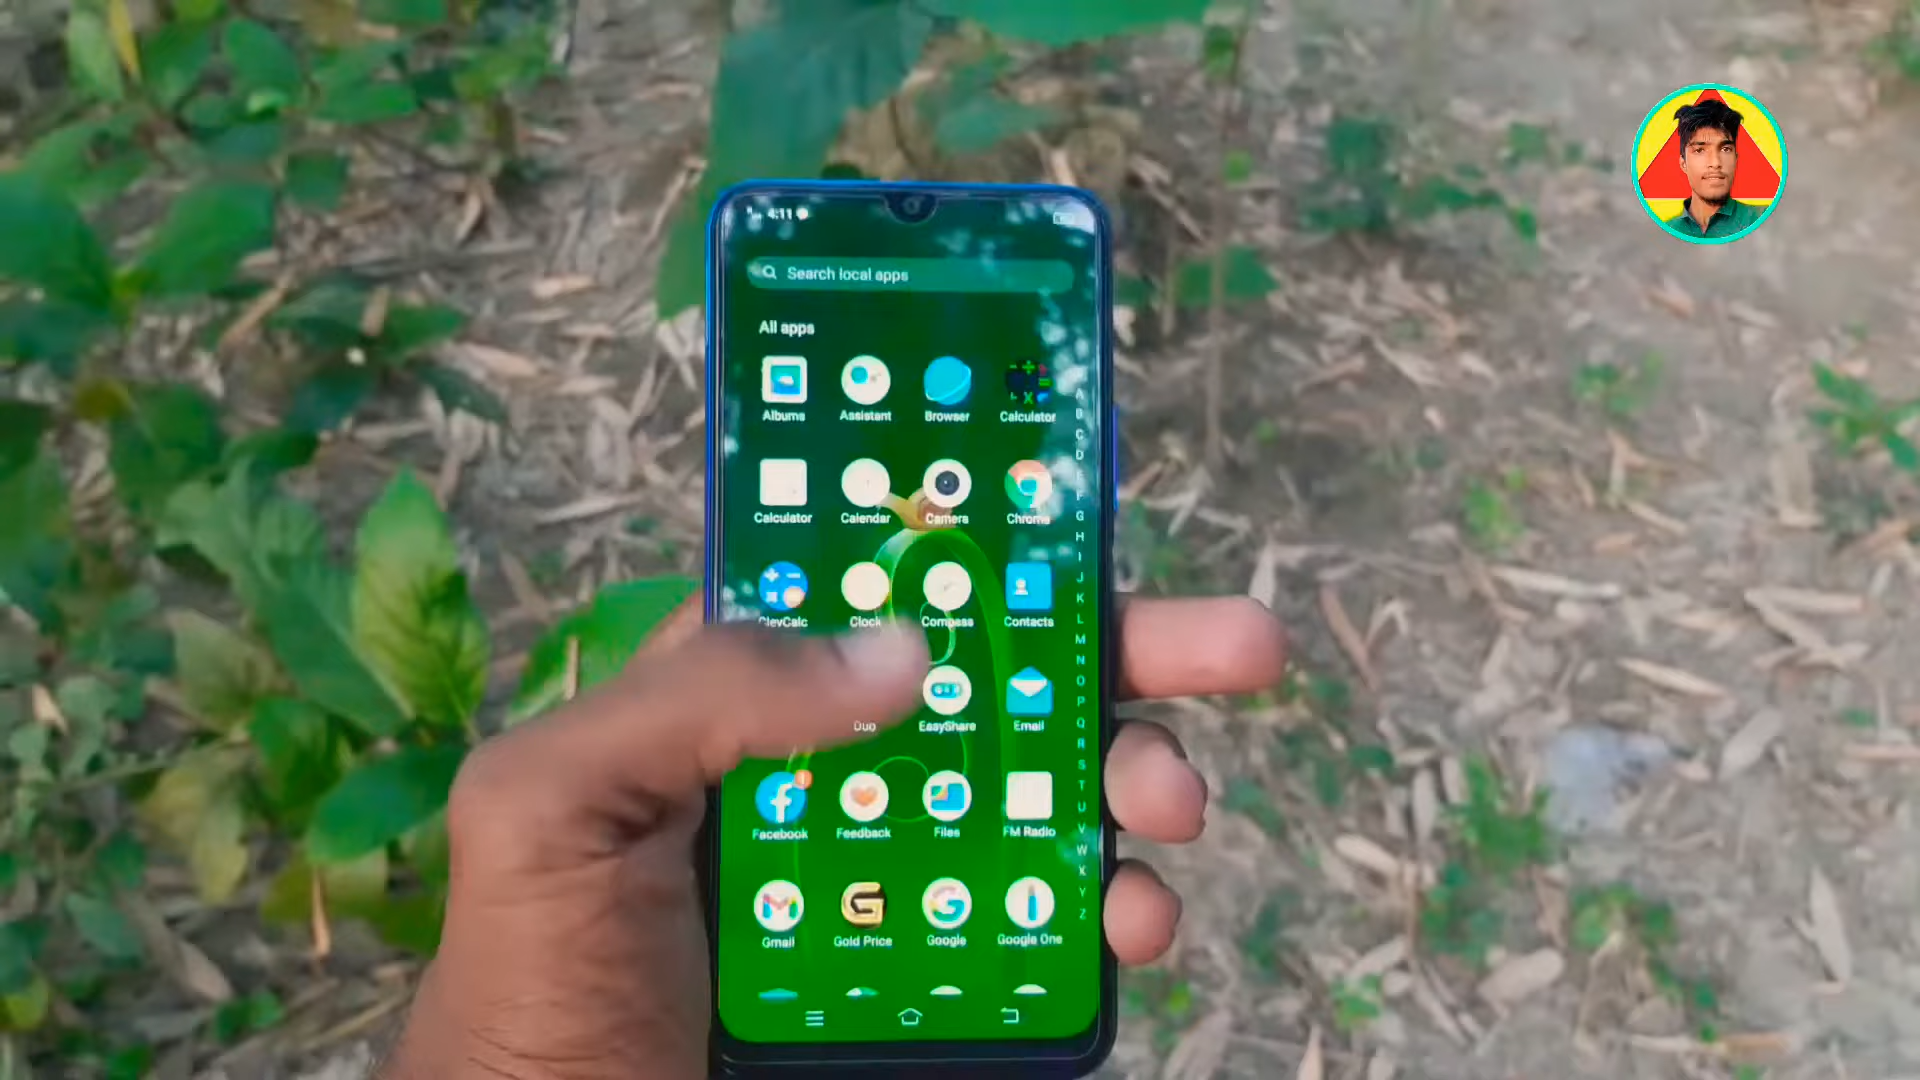 4:11
Search local apps
All apps
Albums Assistant Browser Calculator
Calculator Calendar Camera Chrome
ClevCalc Clock Compass Contacts
Duo EasyShare Email
Facebook Feedback Files FM Radio
Gmail Gold Price Google Google One
A
B
C
D
E
F
G
H
I
J
K
L
M
N
O
P
Q
R
S
T
U
V
W
X
Y
Z